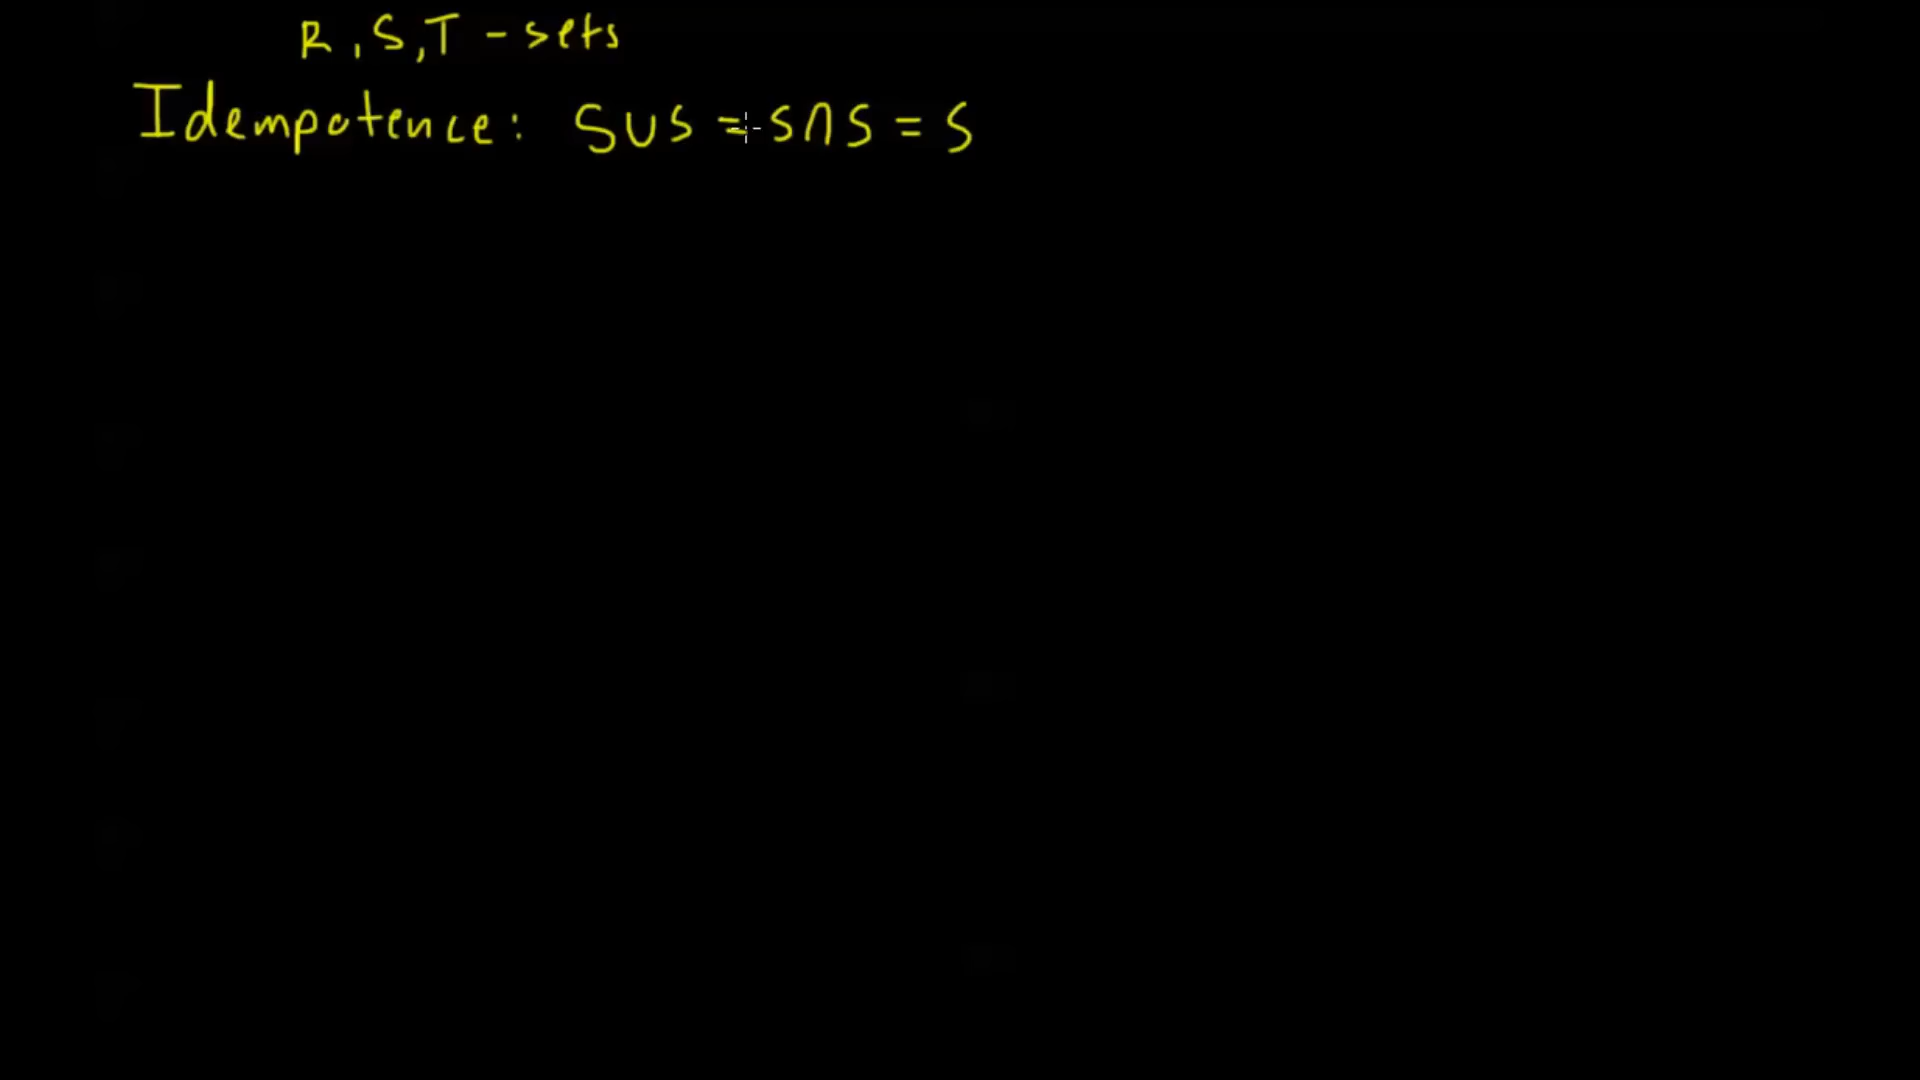 R, S, T - sets
Idempotence: S∪S = S∩S = S